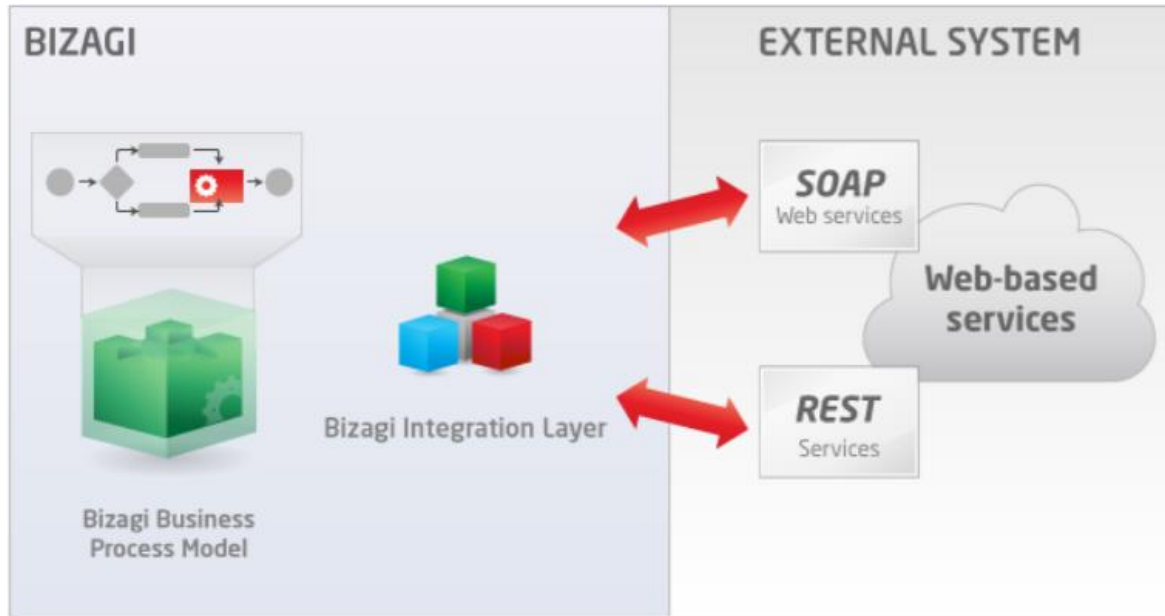 BIZAGI
EXTERNAL SYSTEM
SOAP
Web services
Web-based
services
Bizagi Integration Layer
REST
Services
Bizagi Business
Process Model